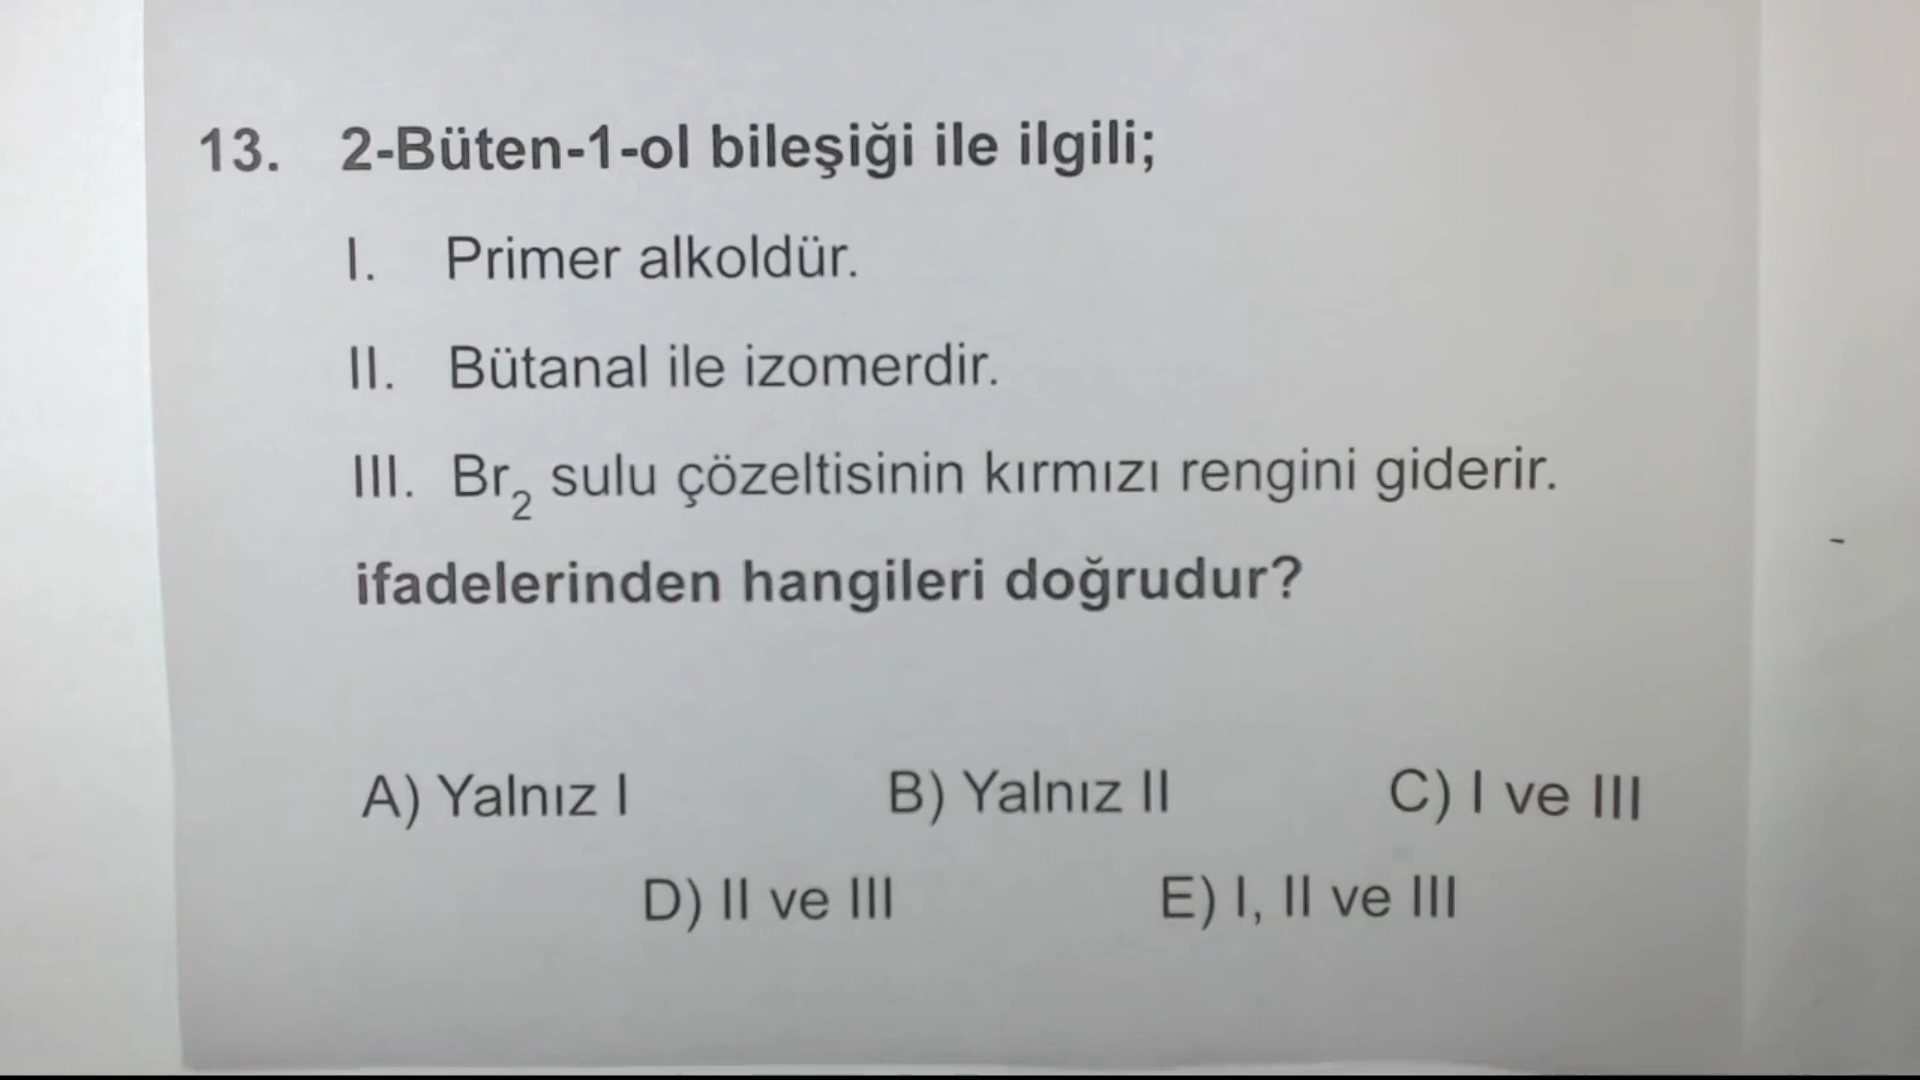 13. 2-Büten-1-ol bileşiği ile ilgili;
I. Primer alkoldür.
II. Bütanal ile izomerdir.
III. Br₂ sulu çözeltisinin kırmızı rengini giderir.
ifadelerinden hangileri doğrudur?
A) Yalnız I B) Yalnız II C) I ve III
D) II ve III E) I, II ve III